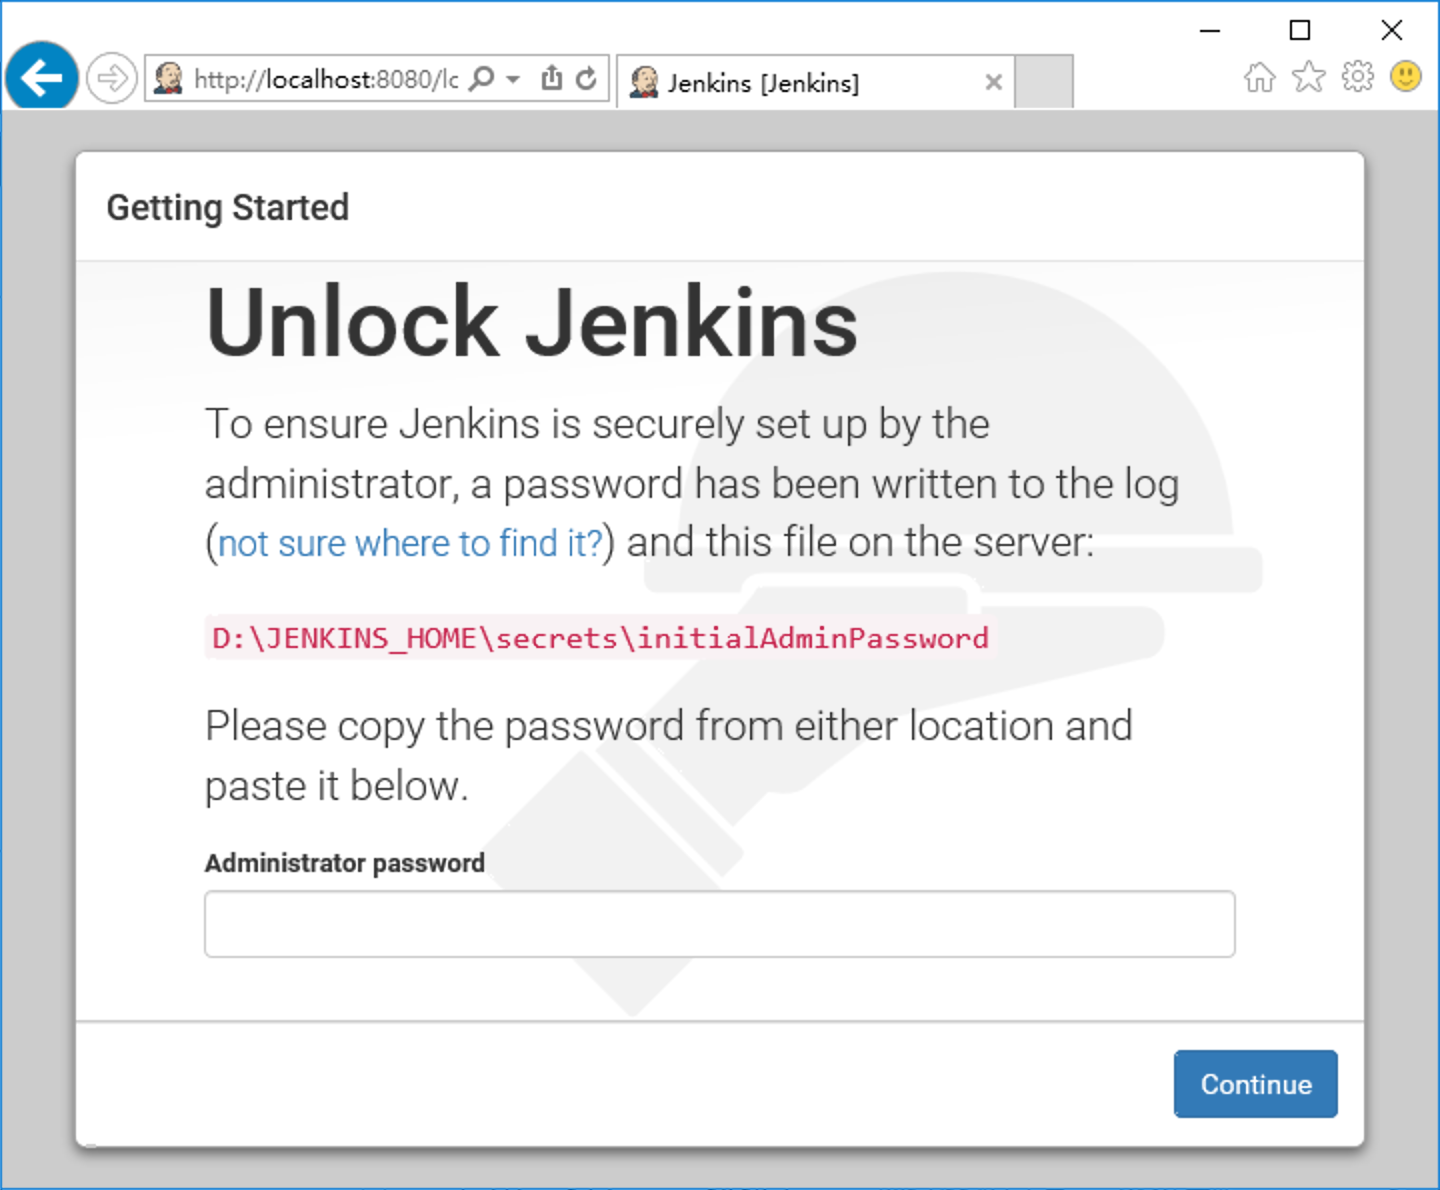 http://localhost:8080/lc
Jenkins [Jenkins]
Getting Started
Unlock Jenkins
To ensure Jenkins is securely set up by the
administrator, a password has been written to the log
(not sure where to find it?) and this file on the server:
D:\JENKINS_HOME\secrets\initialAdminPassword
Please copy the password from either location and
paste it below.
Administrator password
Continue